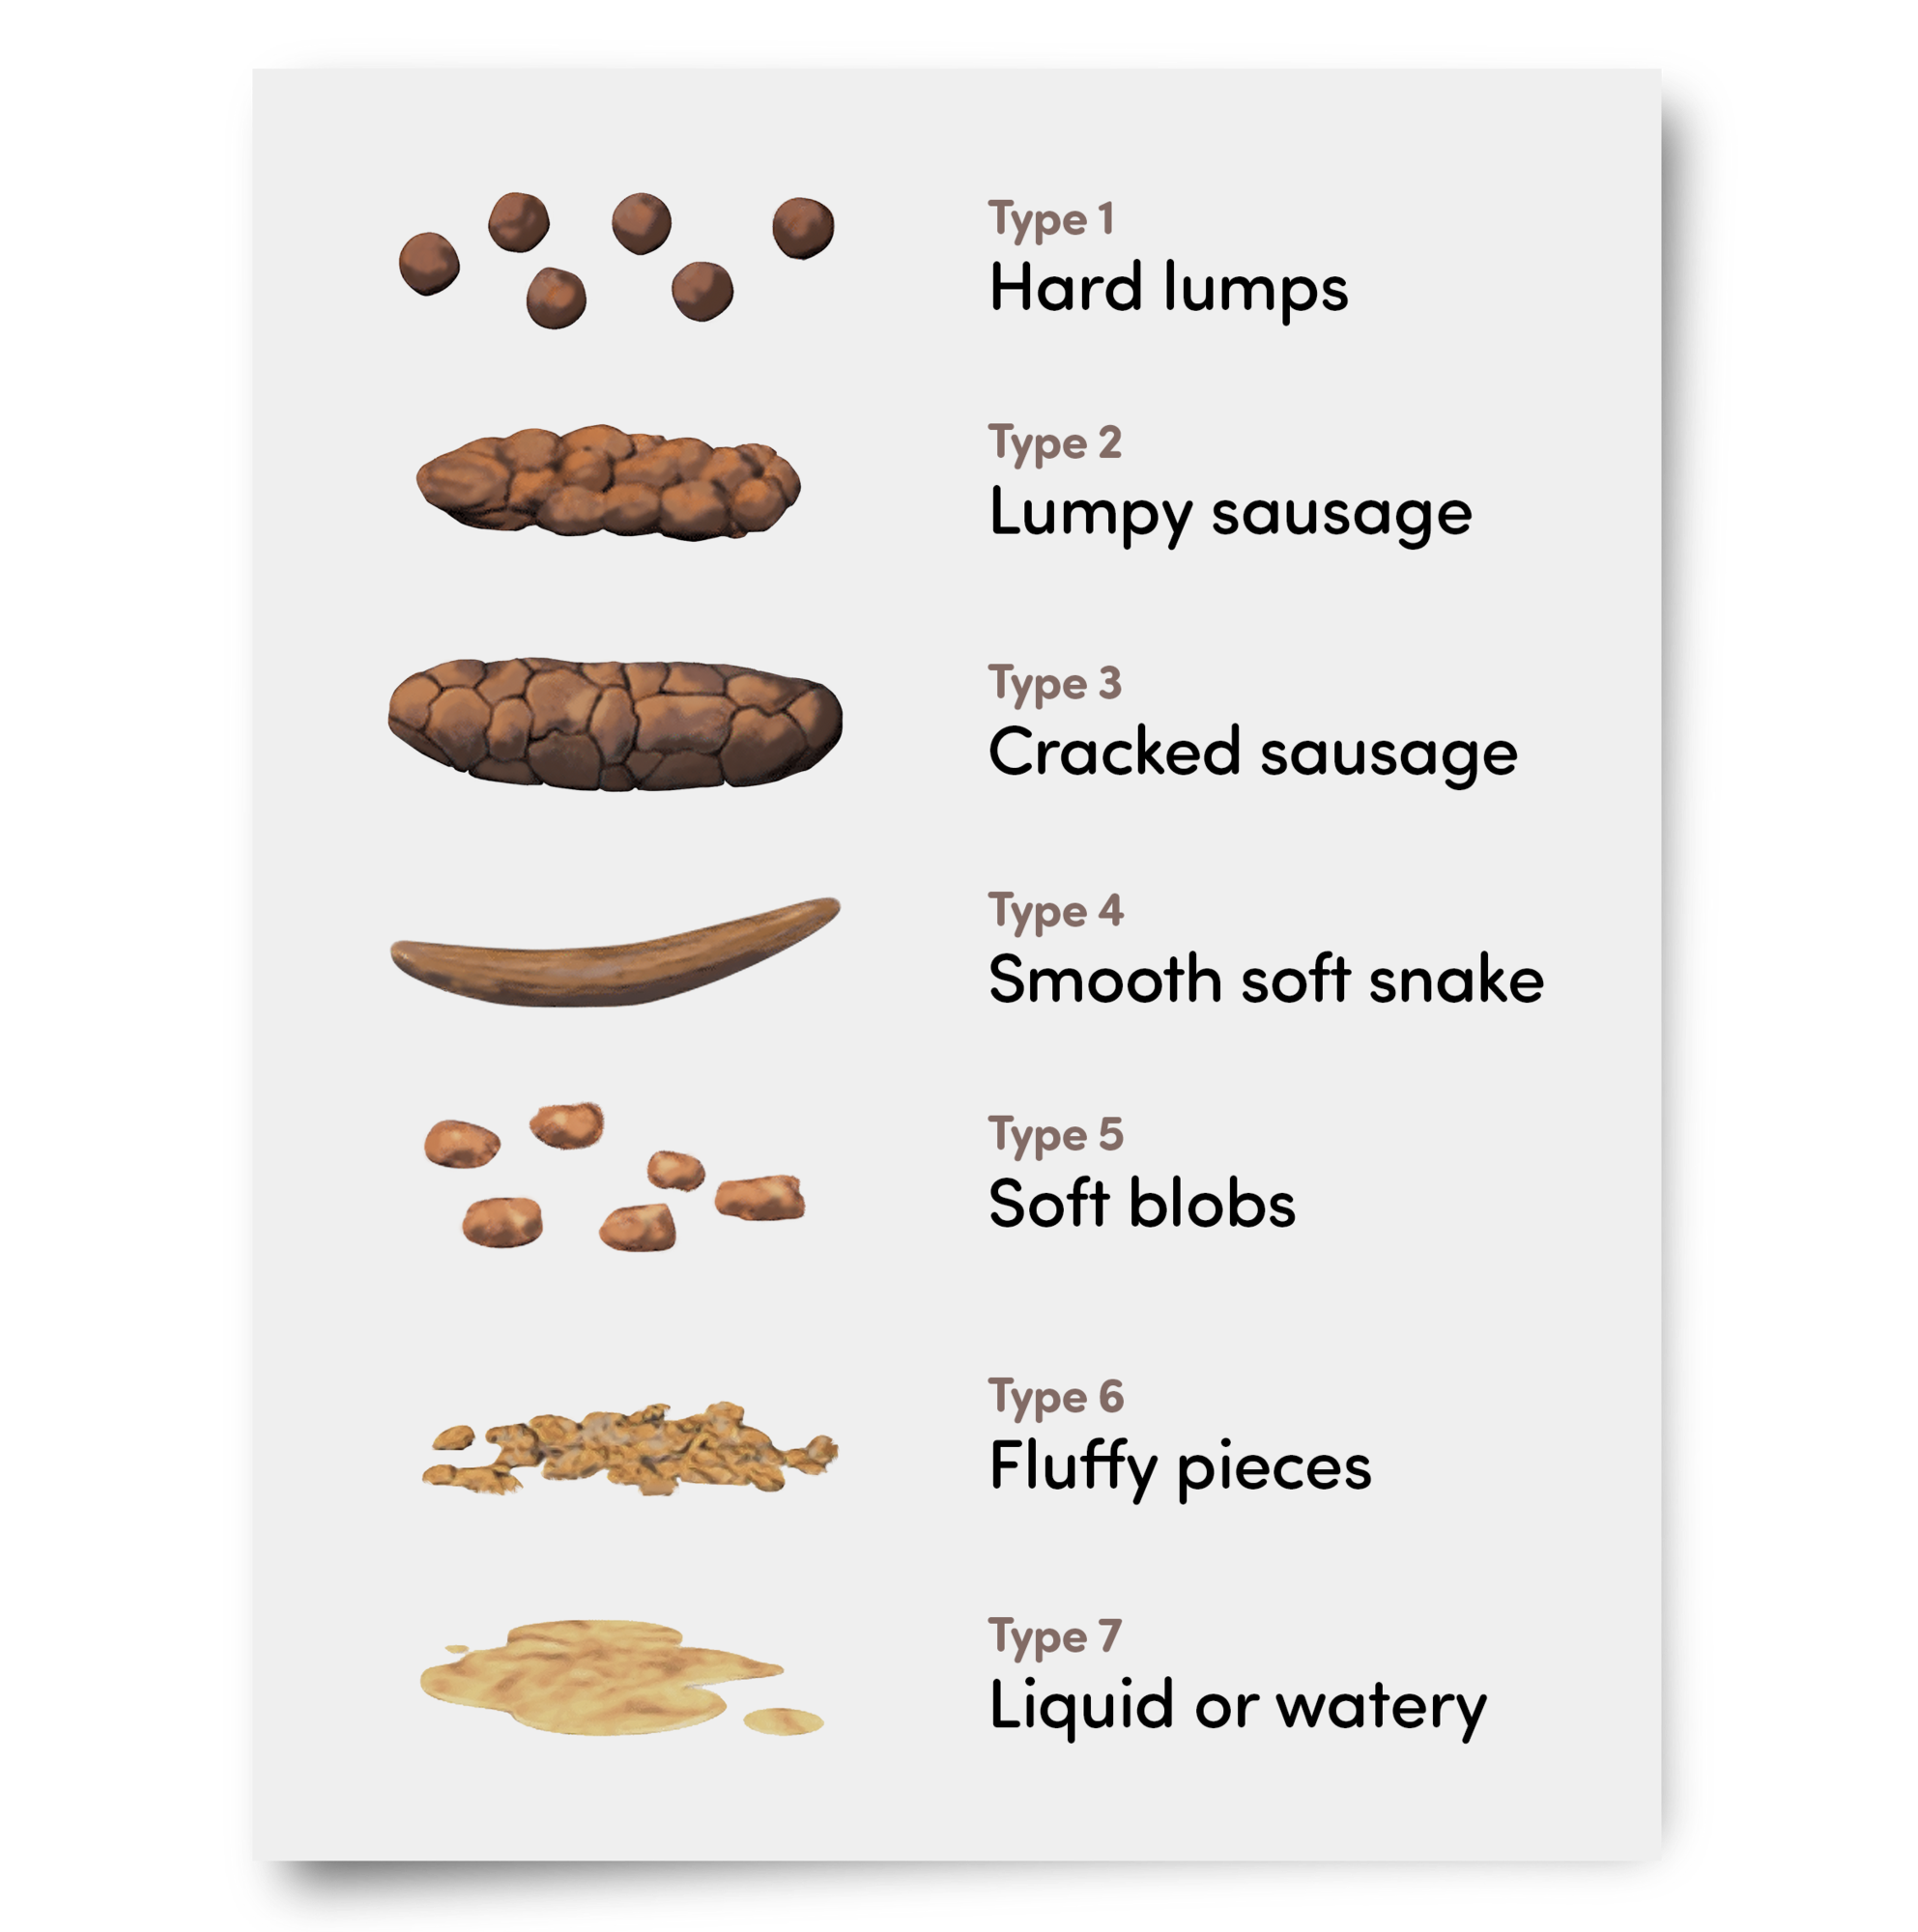 Type 1
Hard lumps
Type 2
Lumpy sausage
Type 3
Cracked sausage
Type 4
Smooth soft snake
Type 5
Soft blobs
Type 6
Fluffy pieces
Type 7
Liquid or watery